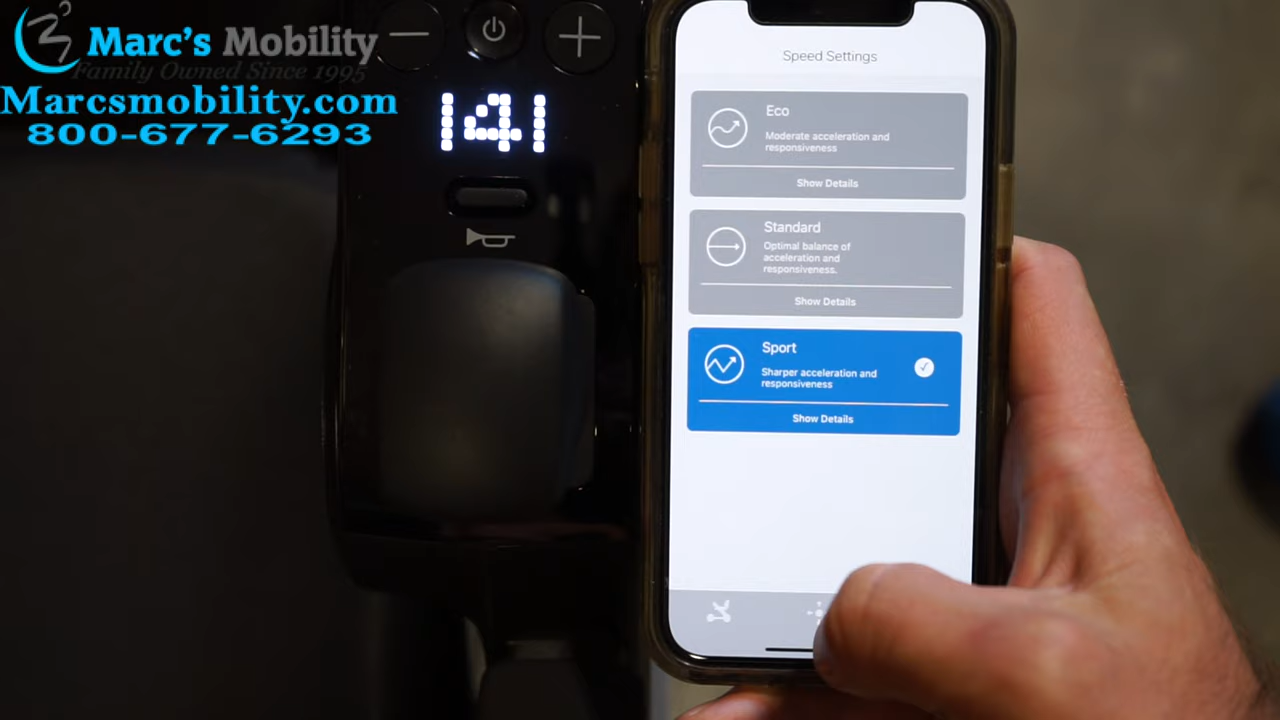 Marc's Mobility
Family Owned Since 1995
Marcsmobility.com
800-677-6293
|4|
Speed Settings
Eco
Moderate acceleration and
responsiveness
Show Details
Standard
Optimal balance of
acceleration and
responsiveness.
Show Details
Sport
Sharper acceleration and
responsiveness
Show Details